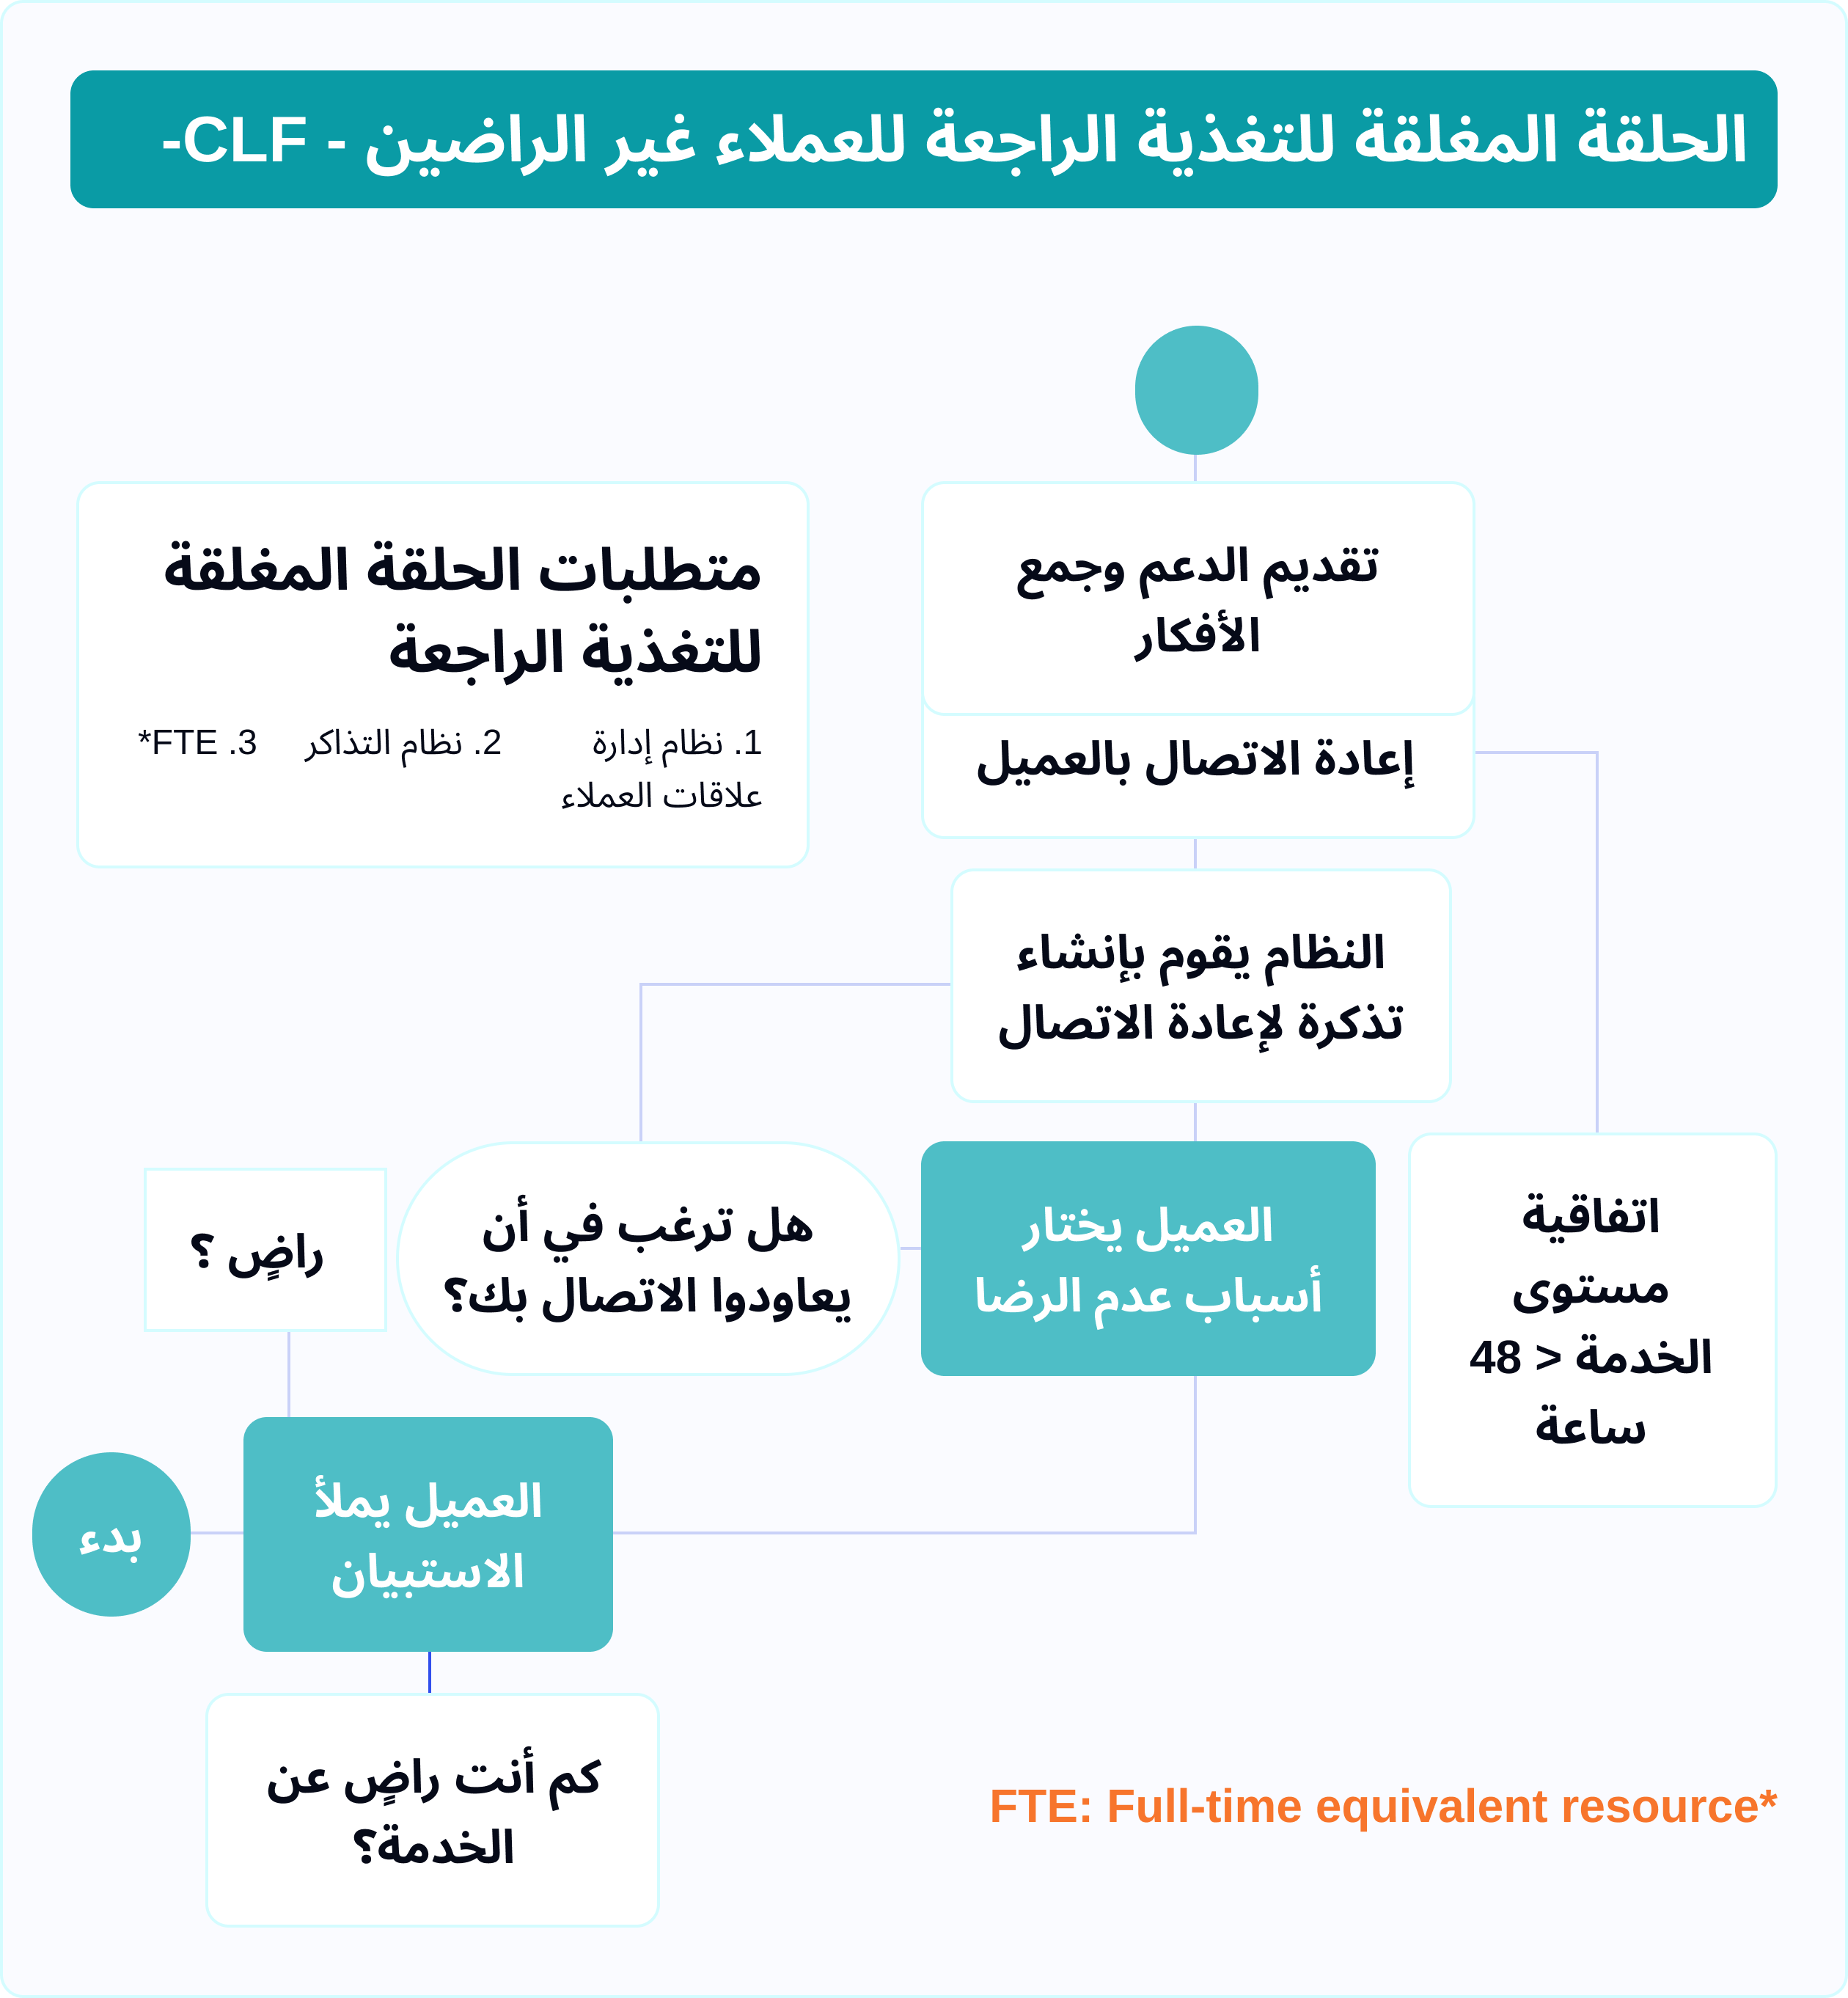 الحلقة المغلقة للتغذية الراجعة للعملاء غير الراضين - CLF-
تقديم الدعم وجمع
الأفكار
إعادة الاتصال بالعميل
متطلبات الحلقة المغلقة
للتغذية الراجعة
1. نظام إدارة
علاقات العملاء
2. نظام التذاكر
3. FTE*
النظام يقوم بإنشاء
تذكرة لإعادة الاتصال
اتفاقية
مستوى
الخدمة < 48
ساعة
العميل يختار
أسباب عدم الرضا
هل ترغب في أن
يعاودوا الاتصال بك؟
راضٍ ؟
العميل يملأ
الاستبيان
بدء
كم أنت راضٍ عن
الخدمة؟
FTE: Full-time equivalent resource*